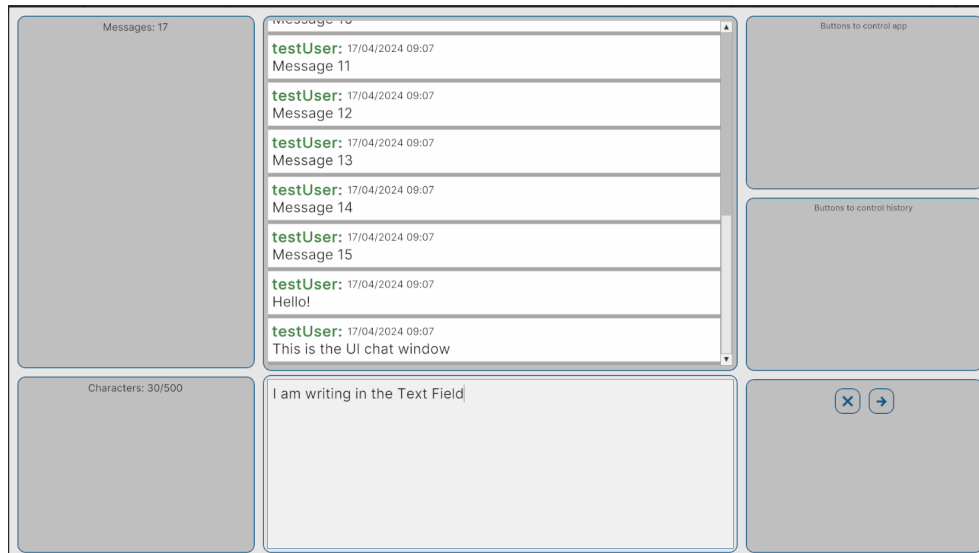 Messages: 17
Message 10
testUser: 17/04/2024 09:07
Message 11
testUser: 17/04/2024 09:07
Message 12
testUser: 17/04/2024 09:07
Message 13
testUser: 17/04/2024 09:07
Message 14
testUser: 17/04/2024 09:07
Message 15
testUser: 17/04/2024 09:07
Hello!
testUser: 17/04/2024 09:07
This is the UI chat window
Buttons to control app
Buttons to control history
Characters: 30/500
I am writing in the Text Field